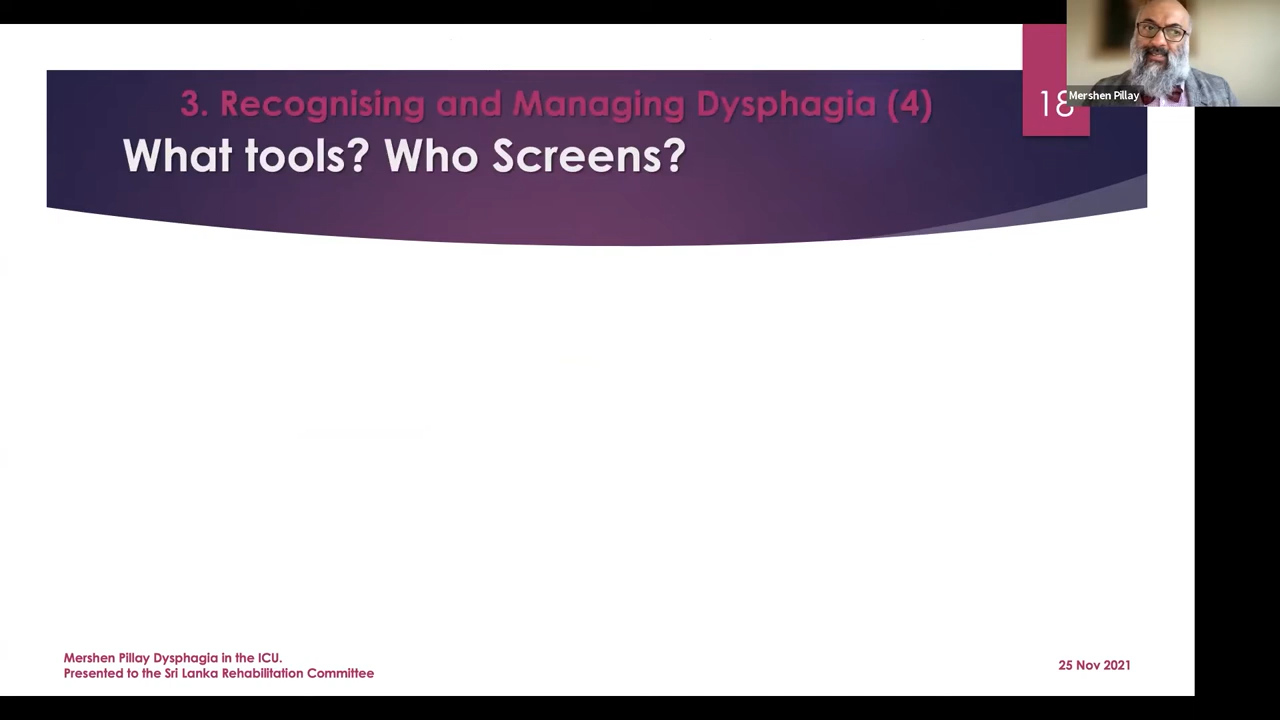 3. Recognising and Managing Dysphagia (4)
What tools? Who Screens?
18
Mershen Pillay
Mershen Pillay Dysphagia in the ICU.
Presented to the Sri Lanka Rehabilitation Committee
25 Nov 2021